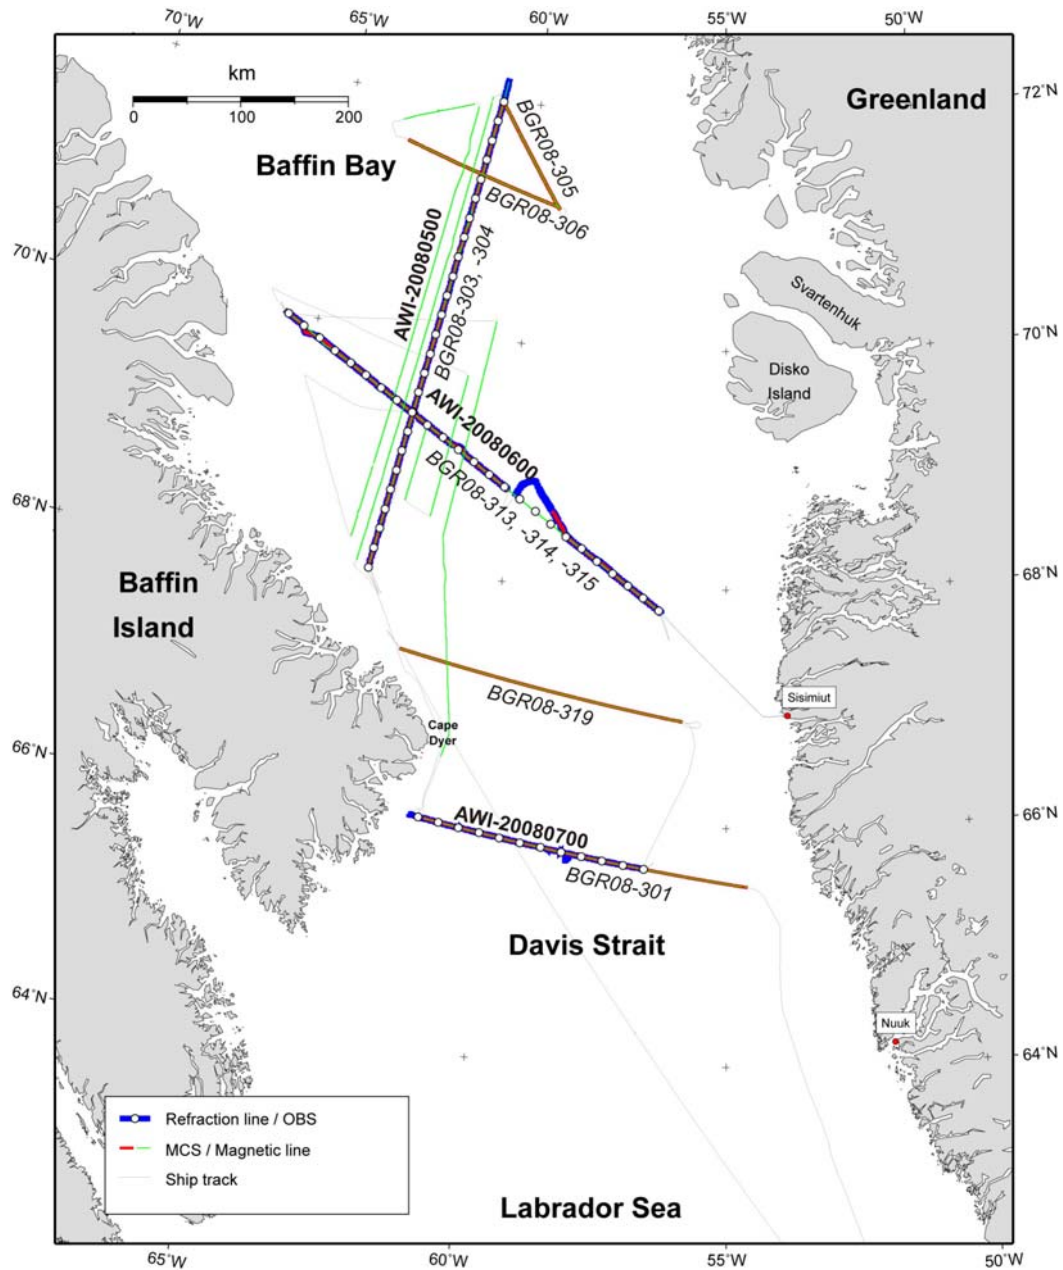 70°W
65°W
60°W
55°W
50°W
km
0
100
200
72°N
Greenland
Baffin Bay
BGR08-305
BGR08-306
AWI-20080500
BGR08-303, -304
70°N
Svartenhuk
70°N
Disko
Island
AWI-20080600
BGR08-313, -314, -315
68°N
68°N
Baffin
Island
BGR08-319
Sisimiut
Cape
Dyer
66°N
66°N
AWI-20080700
BGR08-301
Davis Strait
64°N
Nuuk
64°N
Refraction line / OBS
MCS / Magnetic line
Ship track
Labrador Sea
65°W
60°W
55°W
50°W